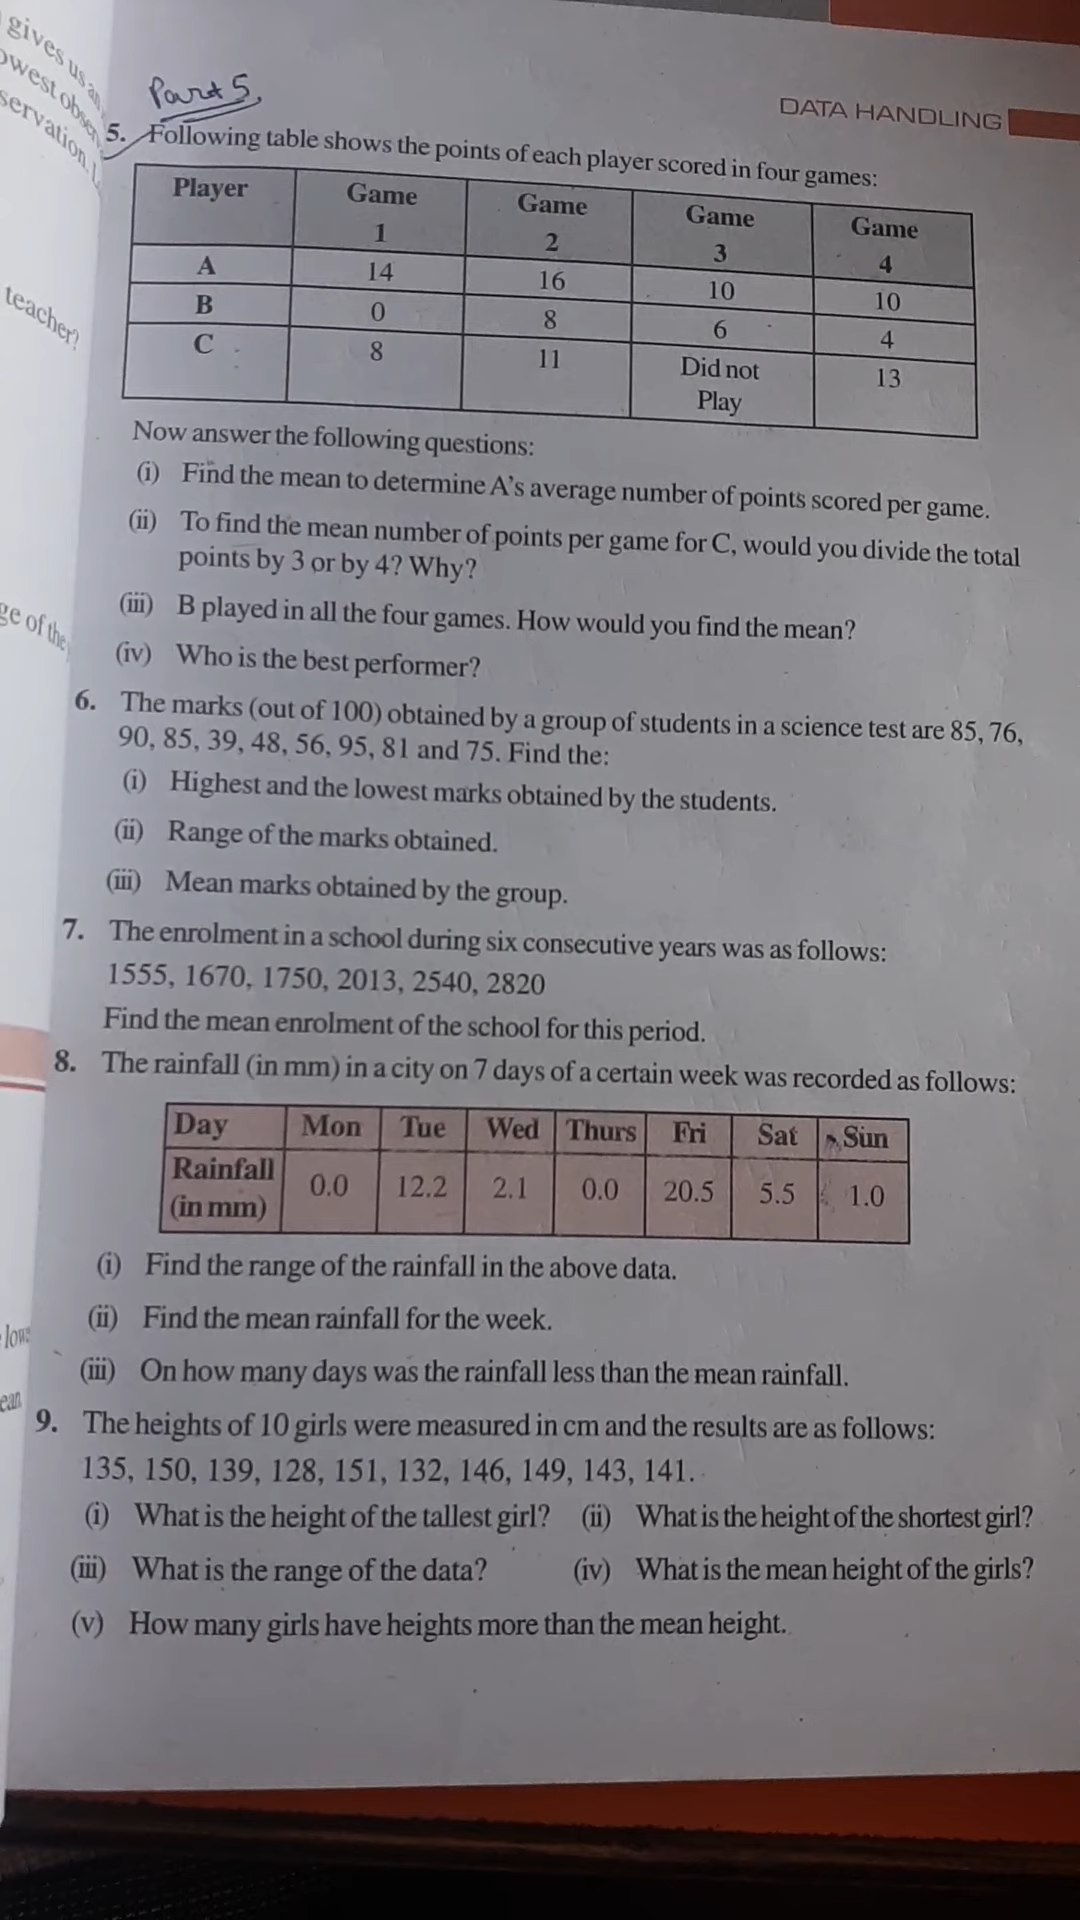 gives us an
owest obser
servation. L
Part 5,
DATA HANDLING
5. Following table shows the points of each player scored in four games:
Player Game 1 Game 2 Game 3 Game 4
A 14 16 10 10
B 0 8 6 4
C 8 11 Did not Play 13
Now answer the following questions:
(i) Find the mean to determine A's average number of points scored per game.
(ii) To find the mean number of points per game for C, would you divide the total
points by 3 or by 4? Why?
(iii) B played in all the four games. How would you find the mean?
(iv) Who is the best performer?
teacher?
ge of the
6. The marks (out of 100) obtained by a group of students in a science test are 85, 76,
90, 85, 39, 48, 56, 95, 81 and 75. Find the:
(i) Highest and the lowest marks obtained by the students.
(ii) Range of the marks obtained.
(iii) Mean marks obtained by the group.
7. The enrolment in a school during six consecutive years was as follows:
1555, 1670, 1750, 2013, 2540, 2820
Find the mean enrolment of the school for this period.
8. The rainfall (in mm) in a city on 7 days of a certain week was recorded as follows:
Day Mon Tue Wed Thurs Fri Sat Sun
Rainfall (in mm) 0.0 12.2 2.1 0.0 20.5 5.5 1.0
(i) Find the range of the rainfall in the above data.
(ii) Find the mean rainfall for the week.
(iii) On how many days was the rainfall less than the mean rainfall.
9. The heights of 10 girls were measured in cm and the results are as follows:
135, 150, 139, 128, 151, 132, 146, 149, 143, 141.
(i) What is the height of the tallest girl? (ii) What is the height of the shortest girl?
(iii) What is the range of the data? (iv) What is the mean height of the girls?
(v) How many girls have heights more than the mean height.